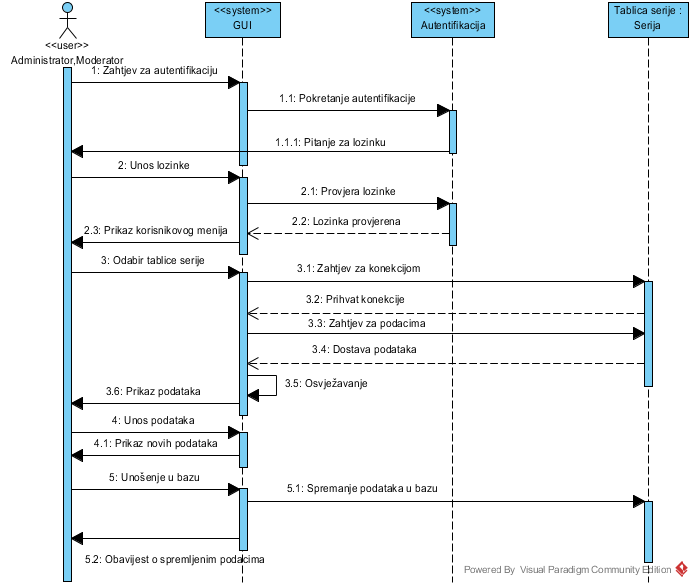 <<system>>
GUI
<<system>>
Autentifikacija
Tablica serije :
Serija
<<user>>
Administrator,Moderator
1: Zahtjev za autentifikaciju
1.1: Pokretanje autentifikacije
1.1.1: Pitanje za lozinku
2: Unos lozinke
2.1: Provjera lozinke
2.2: Lozinka provjerena
2.3: Prikaz korisnikovog menija
3: Odabir tablice serije
3.1: Zahtjev za konekcijom
3.2: Prihvat konekcije
3.3: Zahtjev za podacima
3.4: Dostava podataka
3.5: Osvježavanje
3.6: Prikaz podataka
4: Unos podataka
4.1: Prikaz novih podataka
5: Unošenje u bazu
5.1: Spremanje podataka u bazu
5.2: Obavijest o spremljenim podacima
Powered By Visual Paradigm Community Edition